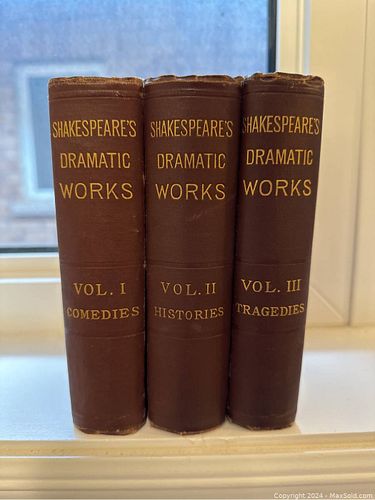 SHAKESPEARE'S
DRAMATIC
WORKS
VOL. I
COMEDIES
SHAKESPEARE'S
DRAMATIC
WORKS
VOL. II
HISTORIES
SHAKESPEARE'S
DRAMATIC
WORKS
VOL. III
TRAGEDIES
Copyright 2024 - MaxSold.com